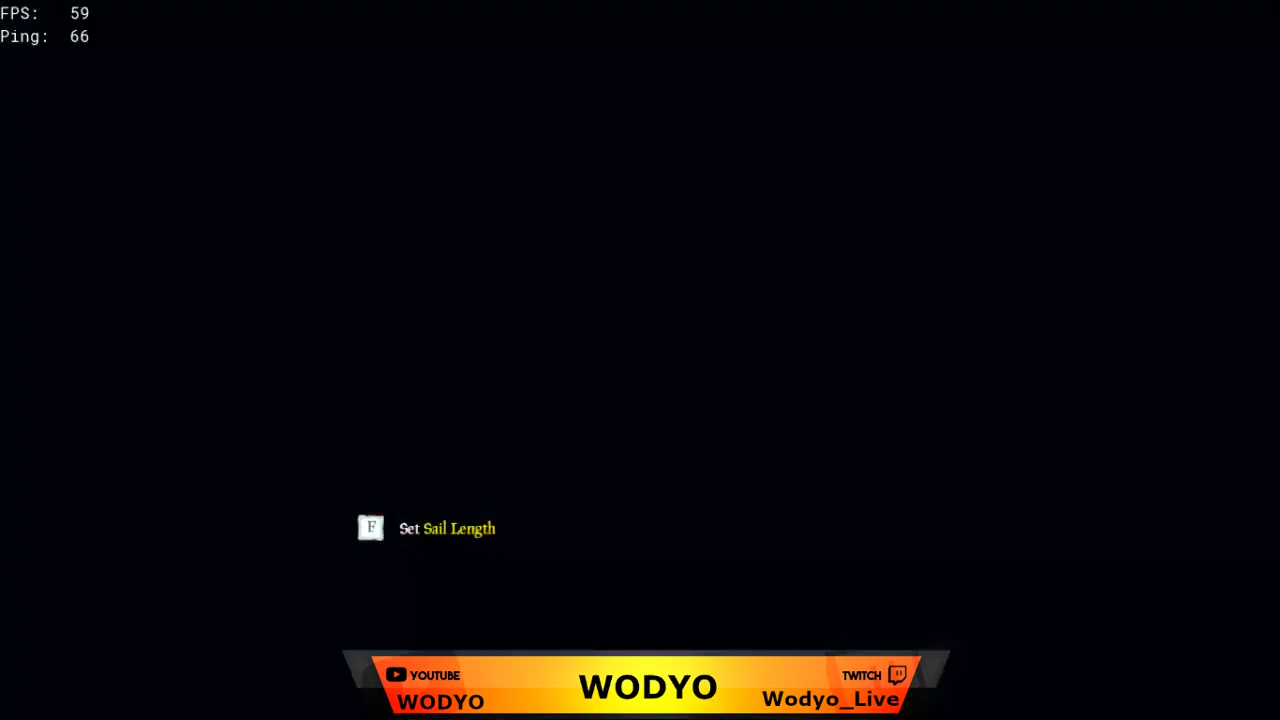 FPS: 59
Ping: 66
F Set Sail Length
YOUTUBE
WODYO
WODYO
TWITCH
Wodyo_Live